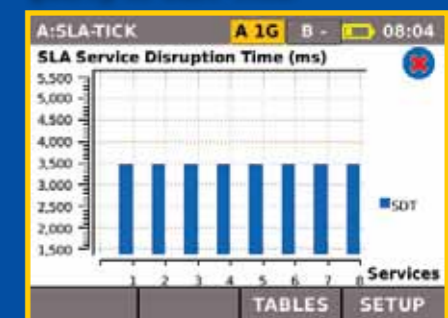 A:SLA-TICK A 1G B - 08:04
SLA Service Disruption Time (ms)
5,500
5,000
4,500
4,000
3,500
3,000
2,500
2,000
1,500
SDT
1 2 3 4 5 6 7 8 Services
TABLES SETUP